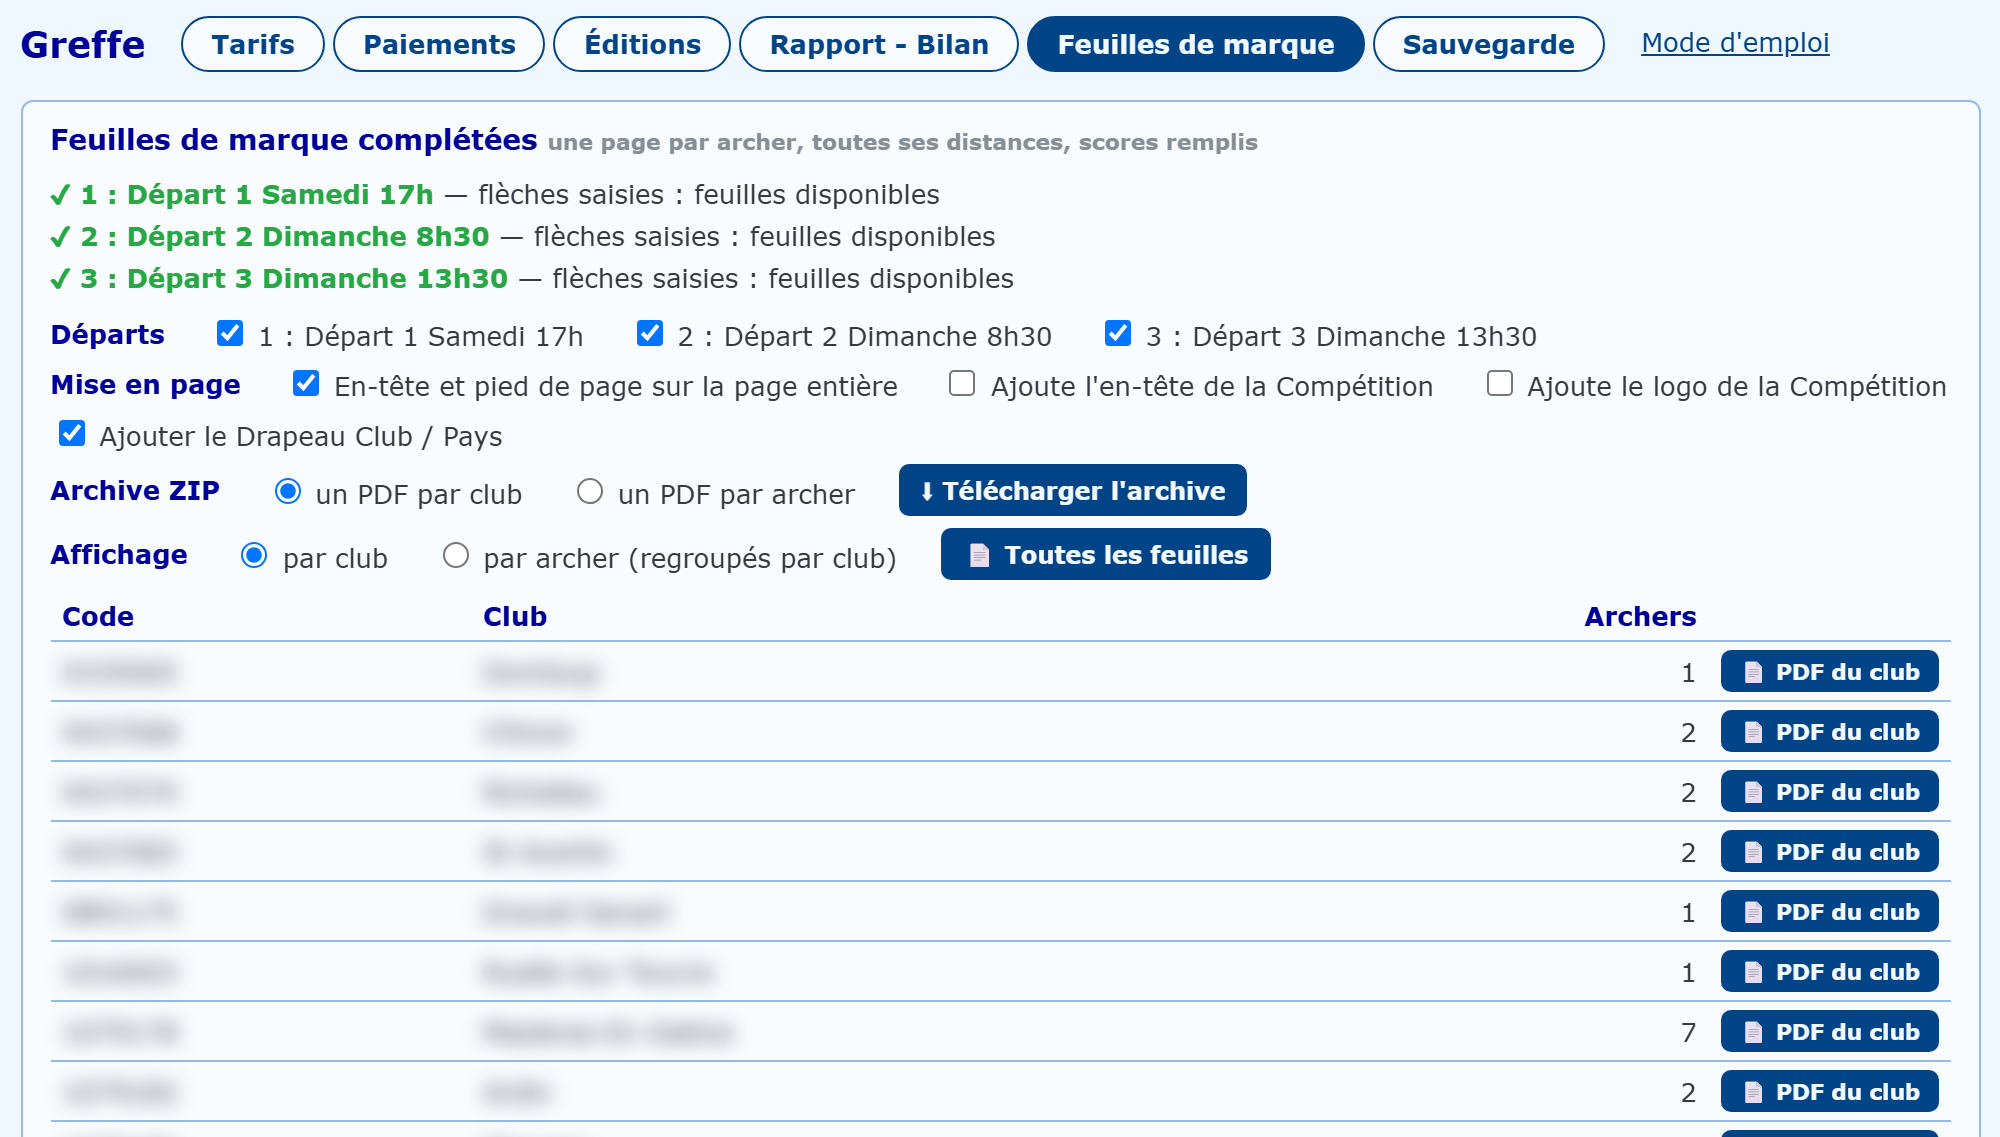 Greffe Tarifs Paiements Éditions Rapport - Bilan Feuilles de marque Sauvegarde Mode d'emploi
Feuilles de marque complétées une page par archer, toutes ses distances, scores remplis
✓ 1 : Départ 1 Samedi 17h — flèches saisies : feuilles disponibles
✓ 2 : Départ 2 Dimanche 8h30 — flèches saisies : feuilles disponibles
✓ 3 : Départ 3 Dimanche 13h30 — flèches saisies : feuilles disponibles
Départs 1 : Départ 1 Samedi 17h 2 : Départ 2 Dimanche 8h30 3 : Départ 3 Dimanche 13h30
Mise en page En-tête et pied de page sur la page entière Ajoute l'en-tête de la Compétition Ajoute le logo de la Compétition
Ajouter le Drapeau Club / Pays
Archive ZIP un PDF par club un PDF par archer ⬇ Télécharger l'archive
Affichage par club par archer (regroupés par club) Toutes les feuilles
Code Club Archers
1 PDF du club
2 PDF du club
2 PDF du club
2 PDF du club
1 PDF du club
1 PDF du club
7 PDF du club
2 PDF du club